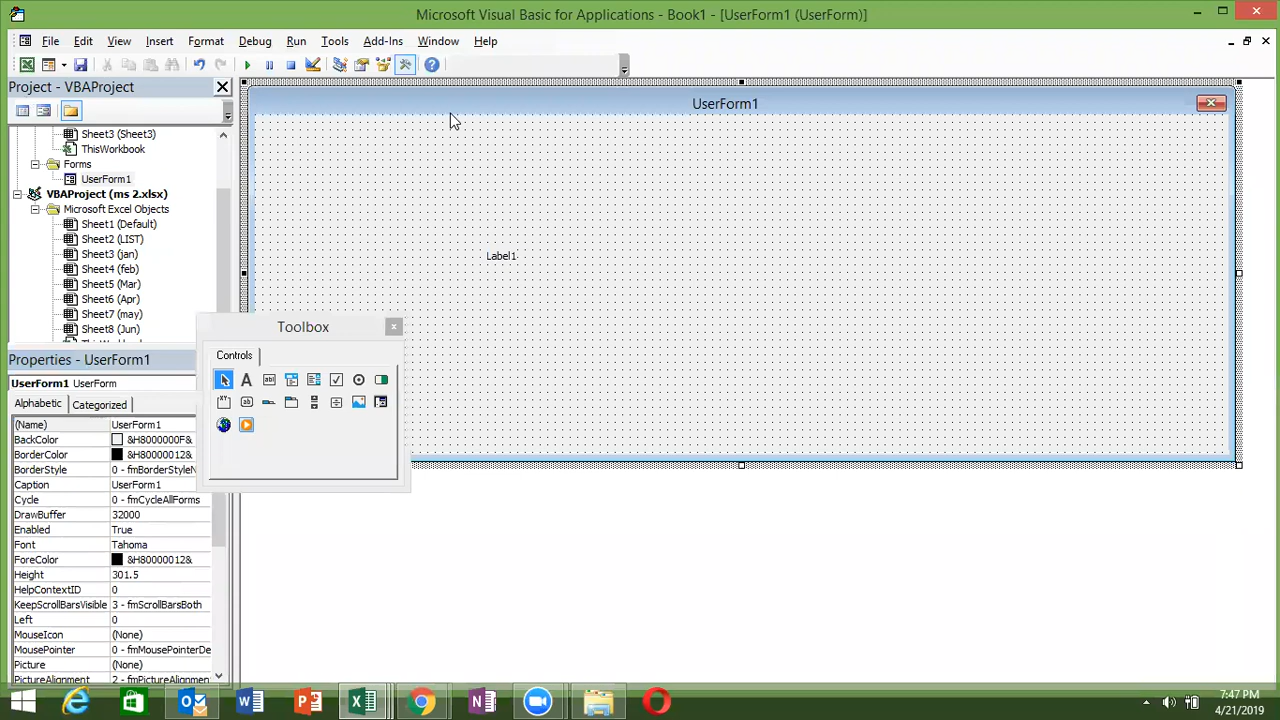 Microsoft Visual Basic for Applications - Book1 - [UserForm1 (UserForm)]
File Edit View Insert Format Debug Run Tools Add-Ins Window Help
Project - VBAProject
Sheet3 (Sheet3)
ThisWorkbook
Forms
UserForm1
VBAProject (ms 2.xlsx)
Microsoft Excel Objects
Sheet1 (Default)
Sheet2 (LIST)
Sheet3 (jan)
Sheet4 (feb)
Sheet5 (Mar)
Sheet6 (Apr)
Sheet7 (may)
Sheet8 (Jun)
Properties - UserForm1
UserForm1 UserForm
Alphabetic Categorized
(Name) UserForm1
BackColor &H8000000F&
BorderColor &H80000012&
BorderStyle 0 - fmBorderStyleN
Caption UserForm1
Cycle 0 - fmCycleAllForms
DrawBuffer 32000
Enabled True
Font Tahoma
ForeColor &H80000012&
Height 301.5
HelpContextID 0
KeepScrollBarsVisible 3 - fmScrollBarsBoth
Left 0
MouseIcon (None)
MousePointer 0 - fmMousePointerDe
Picture (None)
PictureAlignment 2 - fmPictureAlignmen
Toolbox
Controls
UserForm1
Label1
7:47 PM
4/21/2019